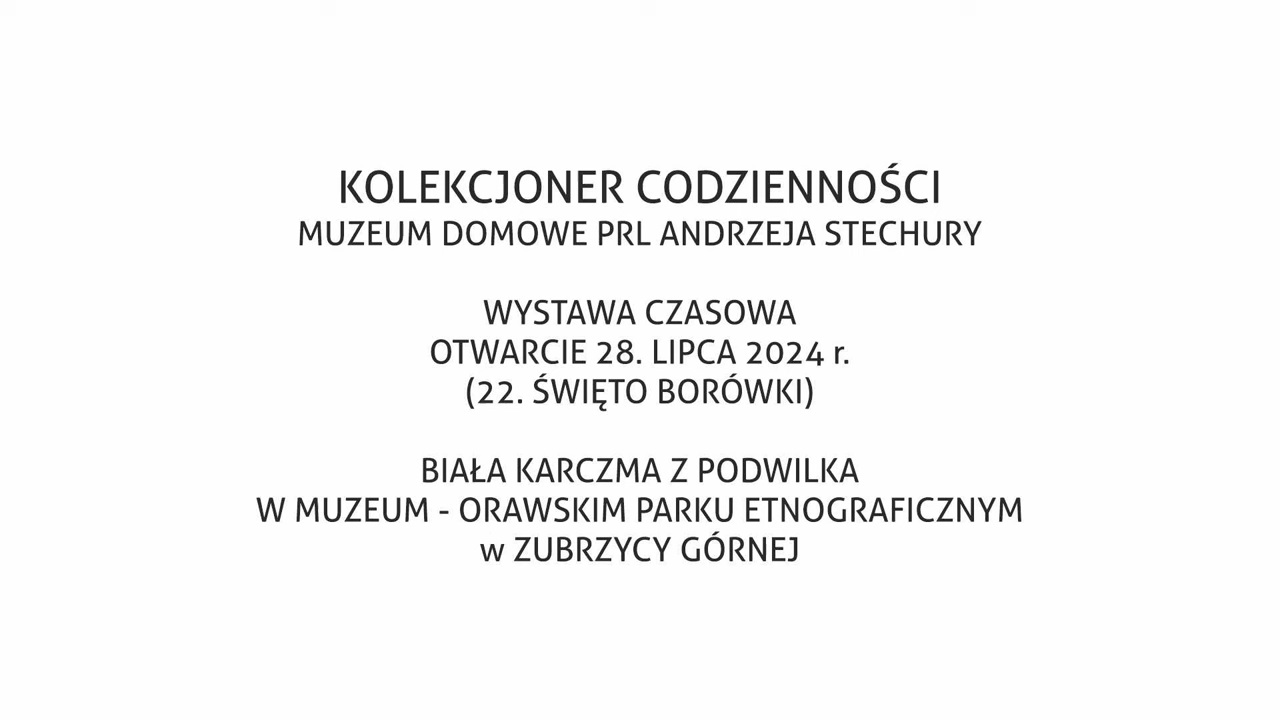 KOLEKCJONER CODZIENNOŚCI
MUZEUM DOMOWE PRL ANDRZEJA STECHURY
WYSTAWA CZASOWA
OTWARCIE 28. LIPCA 2024 r.
(22. ŚWIĘTO BORÓWKI)
BIAŁA KARCZMA Z PODWILKA
W MUZEUM - ORAWSKIM PARKU ETNOGRAFICZNYM
w ZUBRZYCY GÓRNEJ